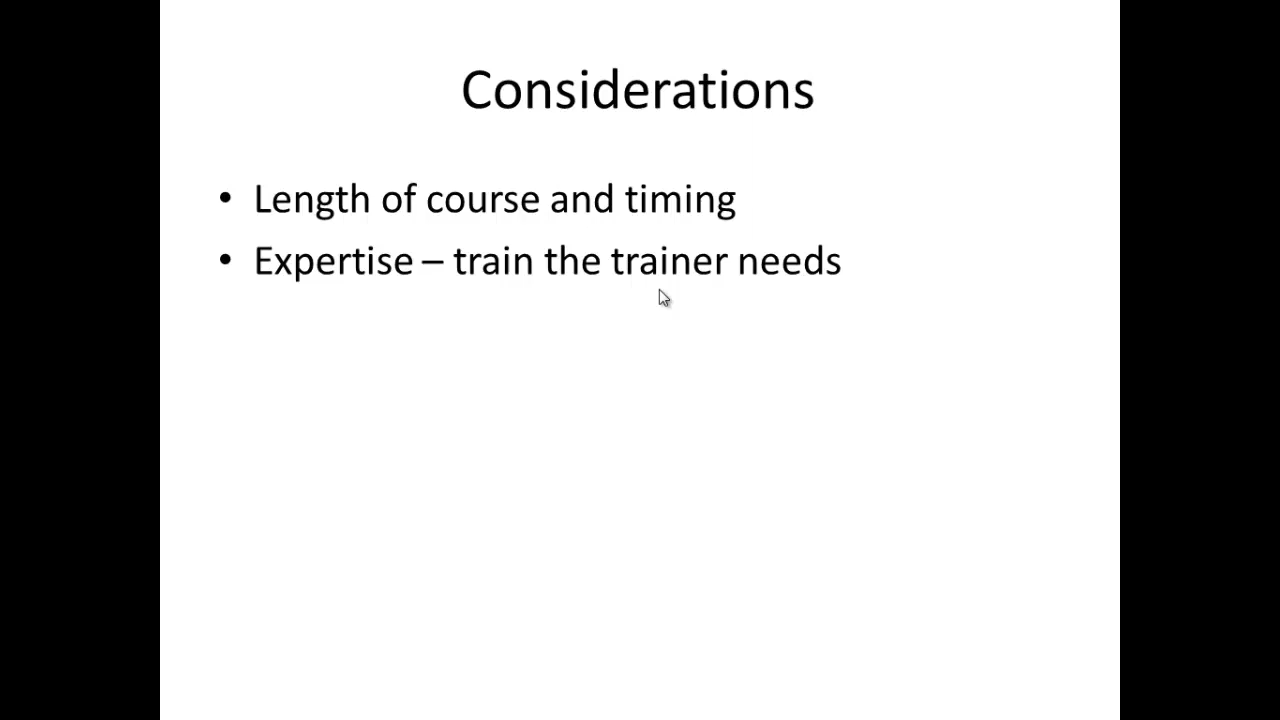 Considerations
• Length of course and timing
• Expertise – train the trainer needs